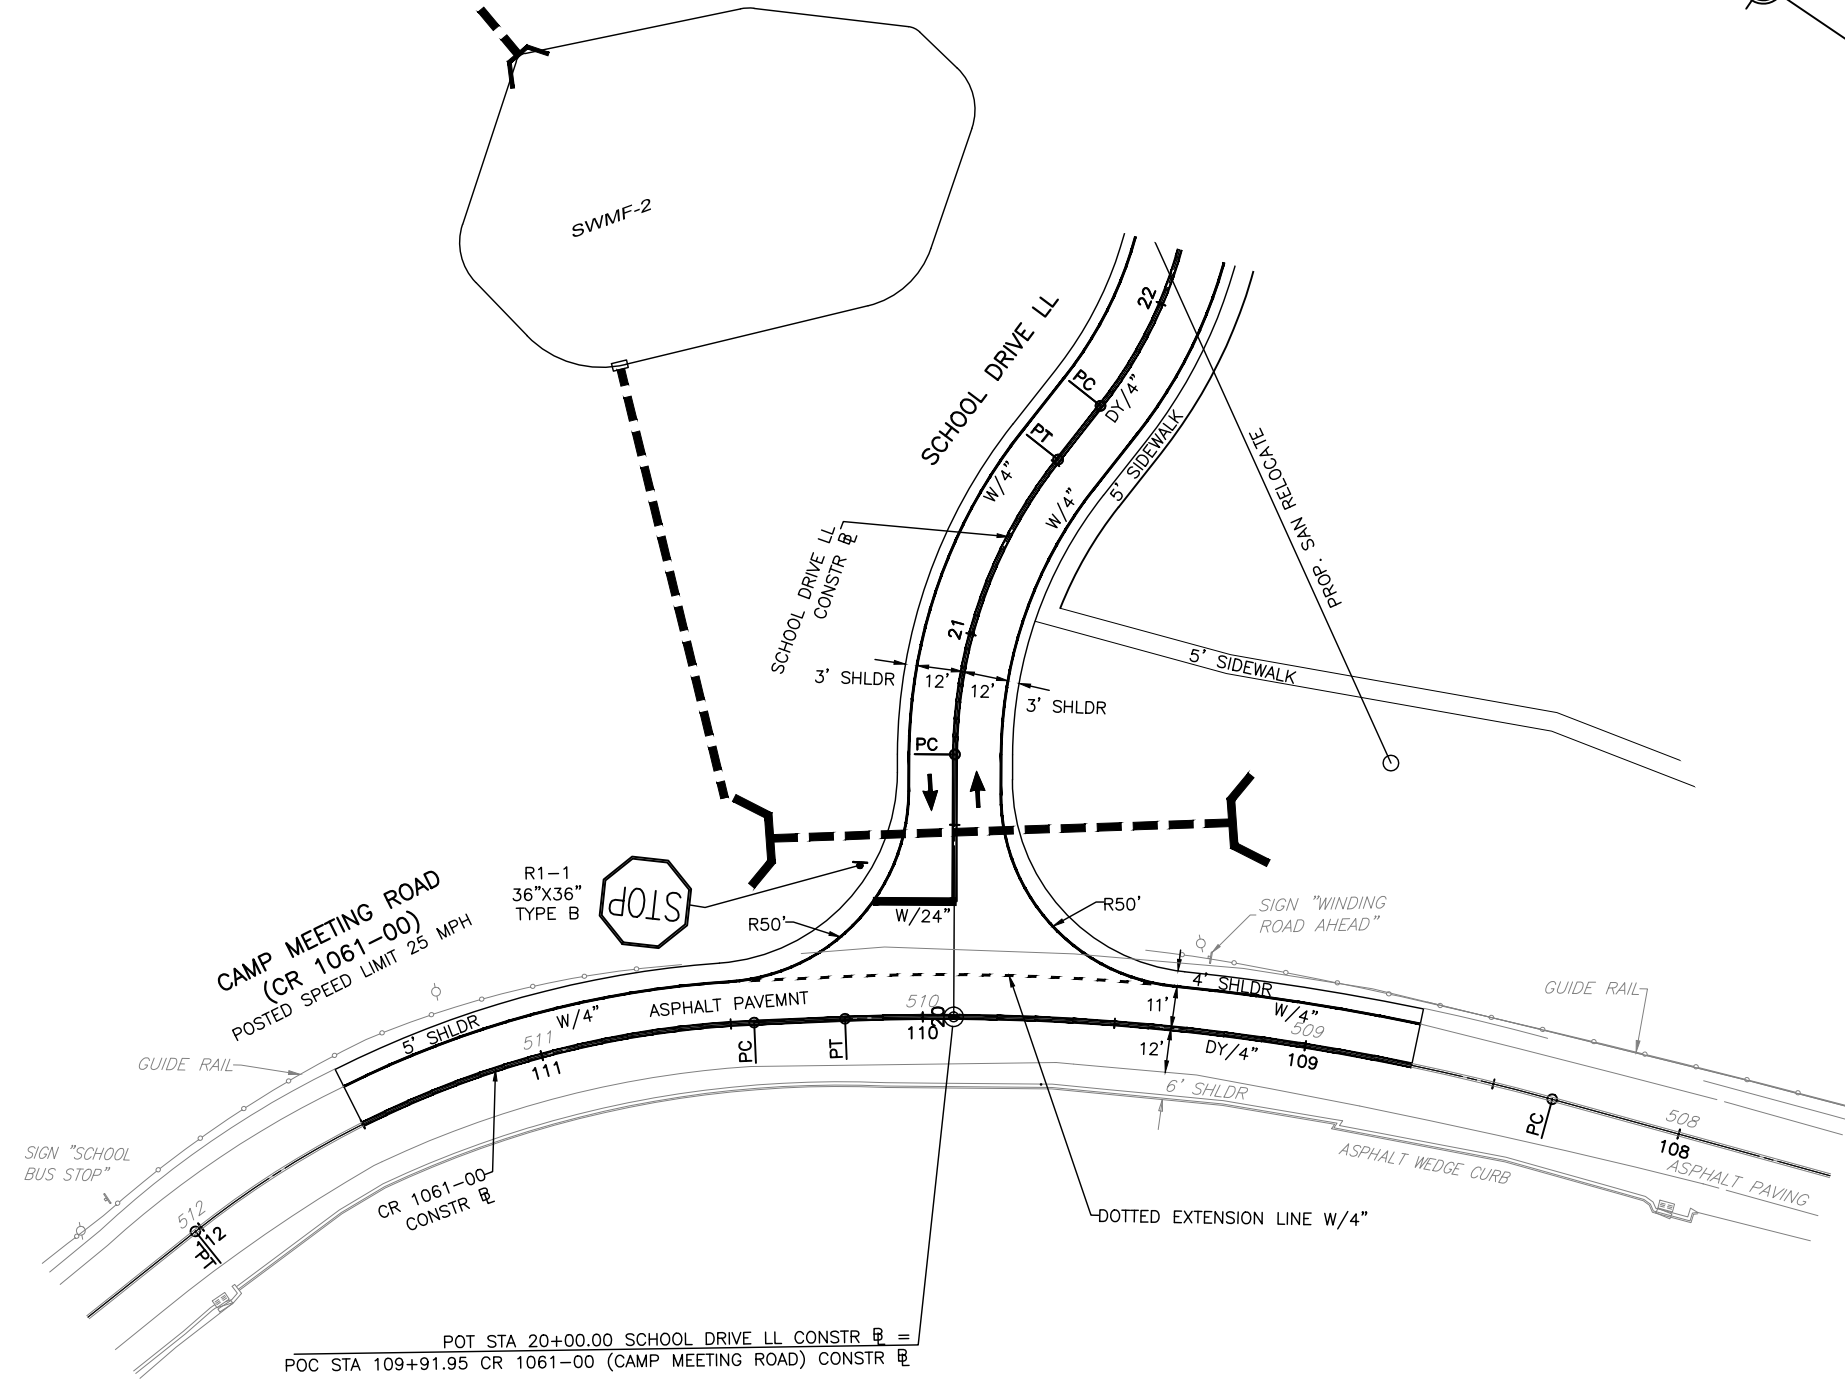 SWMF-2
SCHOOL DRIVE LL
22
PC
DY/4"
PT
W/4"
W/4"
5' SIDEWALK
PROP. SAN RELOCATE
SCHOOL DRIVE LL
CONSTR BL
21
3' SHLDR
12'
12'
3' SHLDR
5' SIDEWALK
PC
R1-1
36"X36"
TYPE B
STOP
W/24"
R50'
R50'
SIGN "WINDING
ROAD AHEAD"
CAMP MEETING ROAD
(CR 1061-00)
POSTED SPEED LIMIT 25 MPH
GUIDE RAIL
5' SHLDR
W/4"
ASPHALT PAVEMNT
4' SHLDR
W/4"
11'
GUIDE RAIL
510
20
110
511
111
PC
PT
12'
DY/4"
509
109
6' SHLDR
PC
508
108
ASPHALT WEDGE CURB
ASPHALT PAVING
SIGN "SCHOOL
BUS STOP"
512
112
PT
CR 1061-00
CONSTR BL
DOTTED EXTENSION LINE W/4"
POT STA 20+00.00 SCHOOL DRIVE LL CONSTR BL =
POC STA 109+91.95 CR 1061-00 (CAMP MEETING ROAD) CONSTR BL